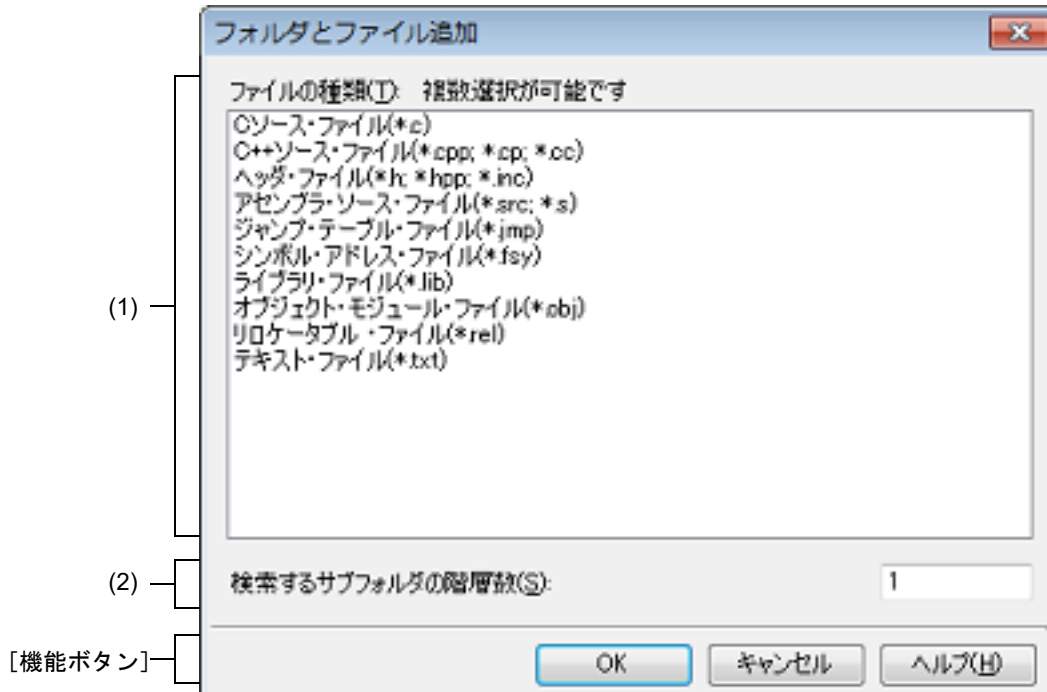 フォルダとファイル追加
ファイルの種類(T): 複数選択が可能です
Cソース・ファイル(*.c)
C++ソース・ファイル(*.cpp; *.cp; *.cc)
ヘッダ・ファイル(*.h; *.hpp; *.inc)
アセンブラ・ソース・ファイル(*.src; *.s)
ジャンプ・テーブル・ファイル(*.jmp)
シンボル・アドレス・ファイル(*.fsy)
ライブラリ・ファイル(*.lib)
オブジェクト・モジュール・ファイル(*.obj)
リロケータブル ・ファイル(*.rel)
テキスト・ファイル(*.txt)
(1)
(2)
検索するサブフォルダの階層数(S): 1
[機能ボタン]
OK キャンセル ヘルプ(H)